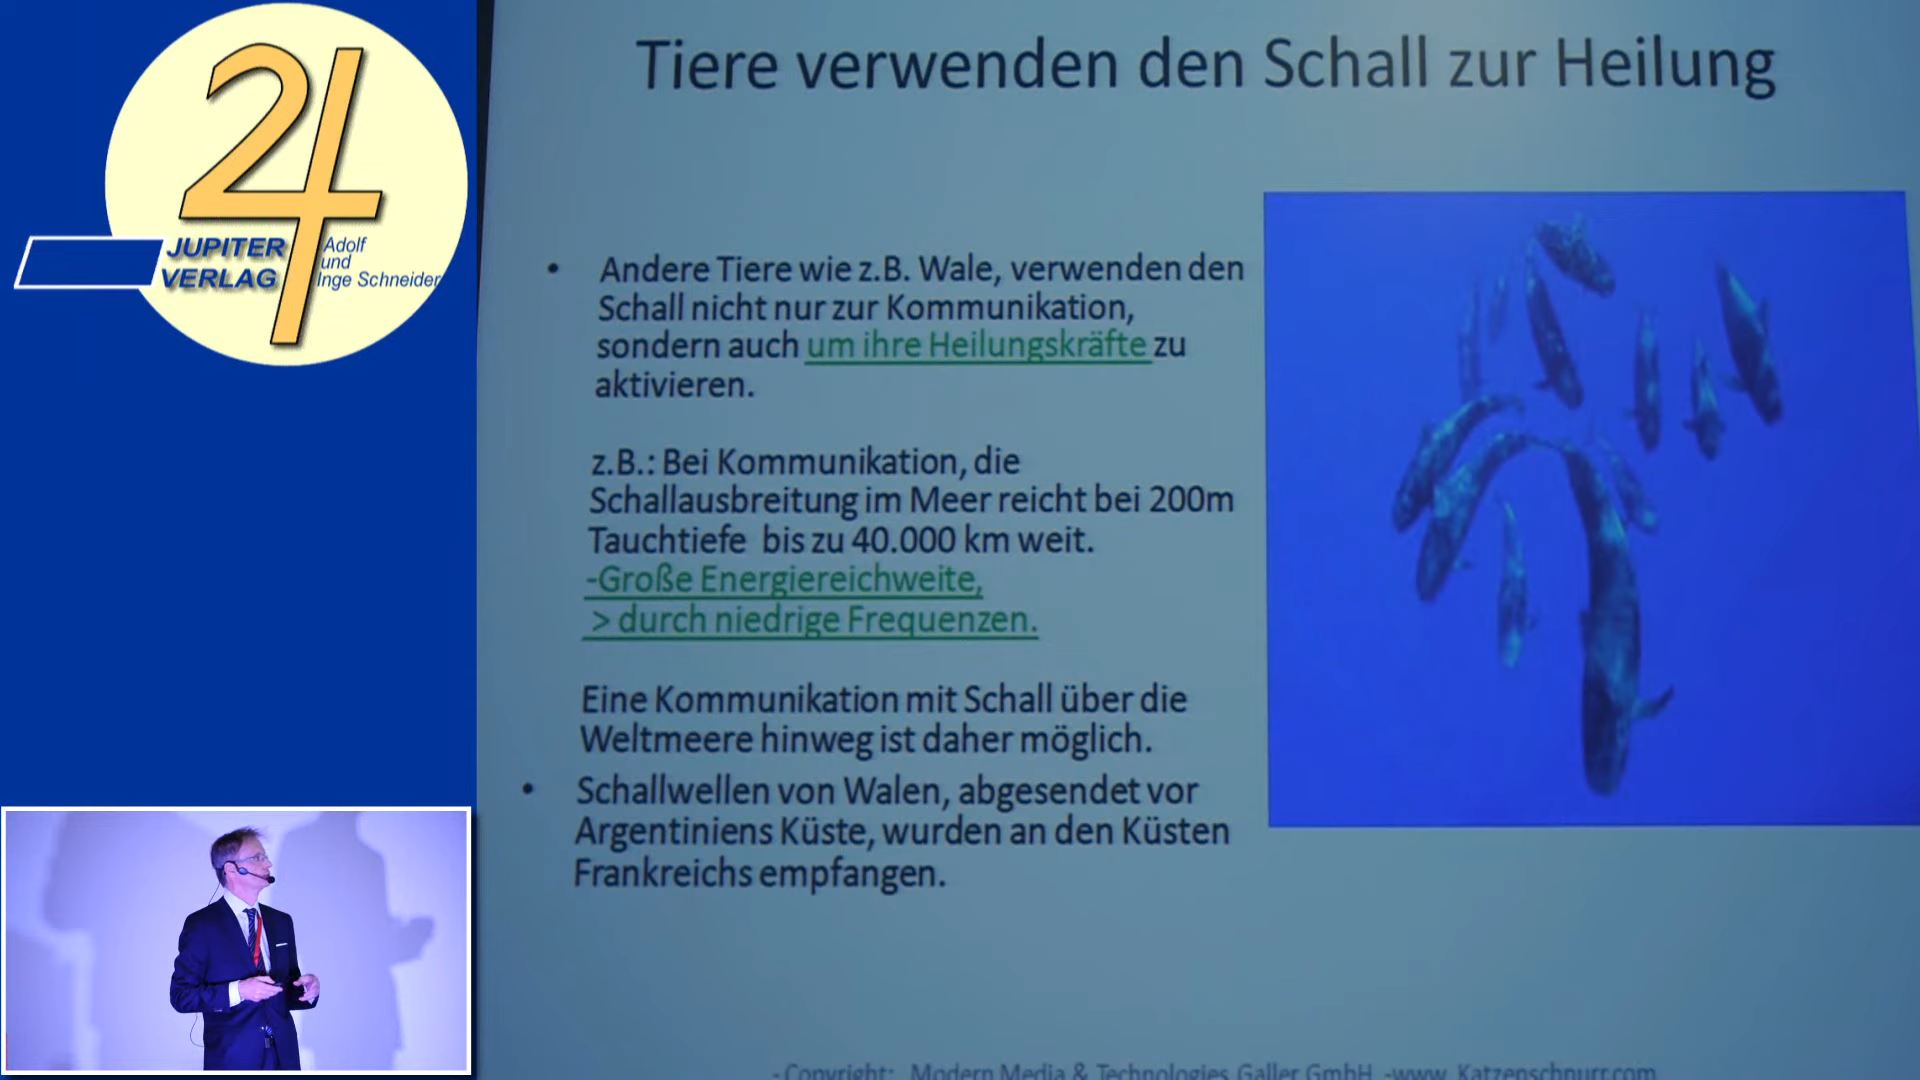 Tiere verwenden den Schall zur Heilung
JUPITER
VERLAG
Adolf
und
Inge Schneider
• Andere Tiere wie z.B. Wale, verwenden den
Schall nicht nur zur Kommunikation,
sondern auch um ihre Heilungskräfte zu
aktivieren.
z.B.: Bei Kommunikation, die
Schallausbreitung im Meer reicht bei 200m
Tauchtiefe bis zu 40.000 km weit.
-Große Energiereichweite,
> durch niedrige Frequenzen.
Eine Kommunikation mit Schall über die
Weltmeere hinweg ist daher möglich.
• Schallwellen von Walen, abgesendet vor
Argentiniens Küste, wurden an den Küsten
Frankreichs empfangen.
- Copyright: Modern Media & Technologies Galler GmbH -www. Katzenschnurr.com